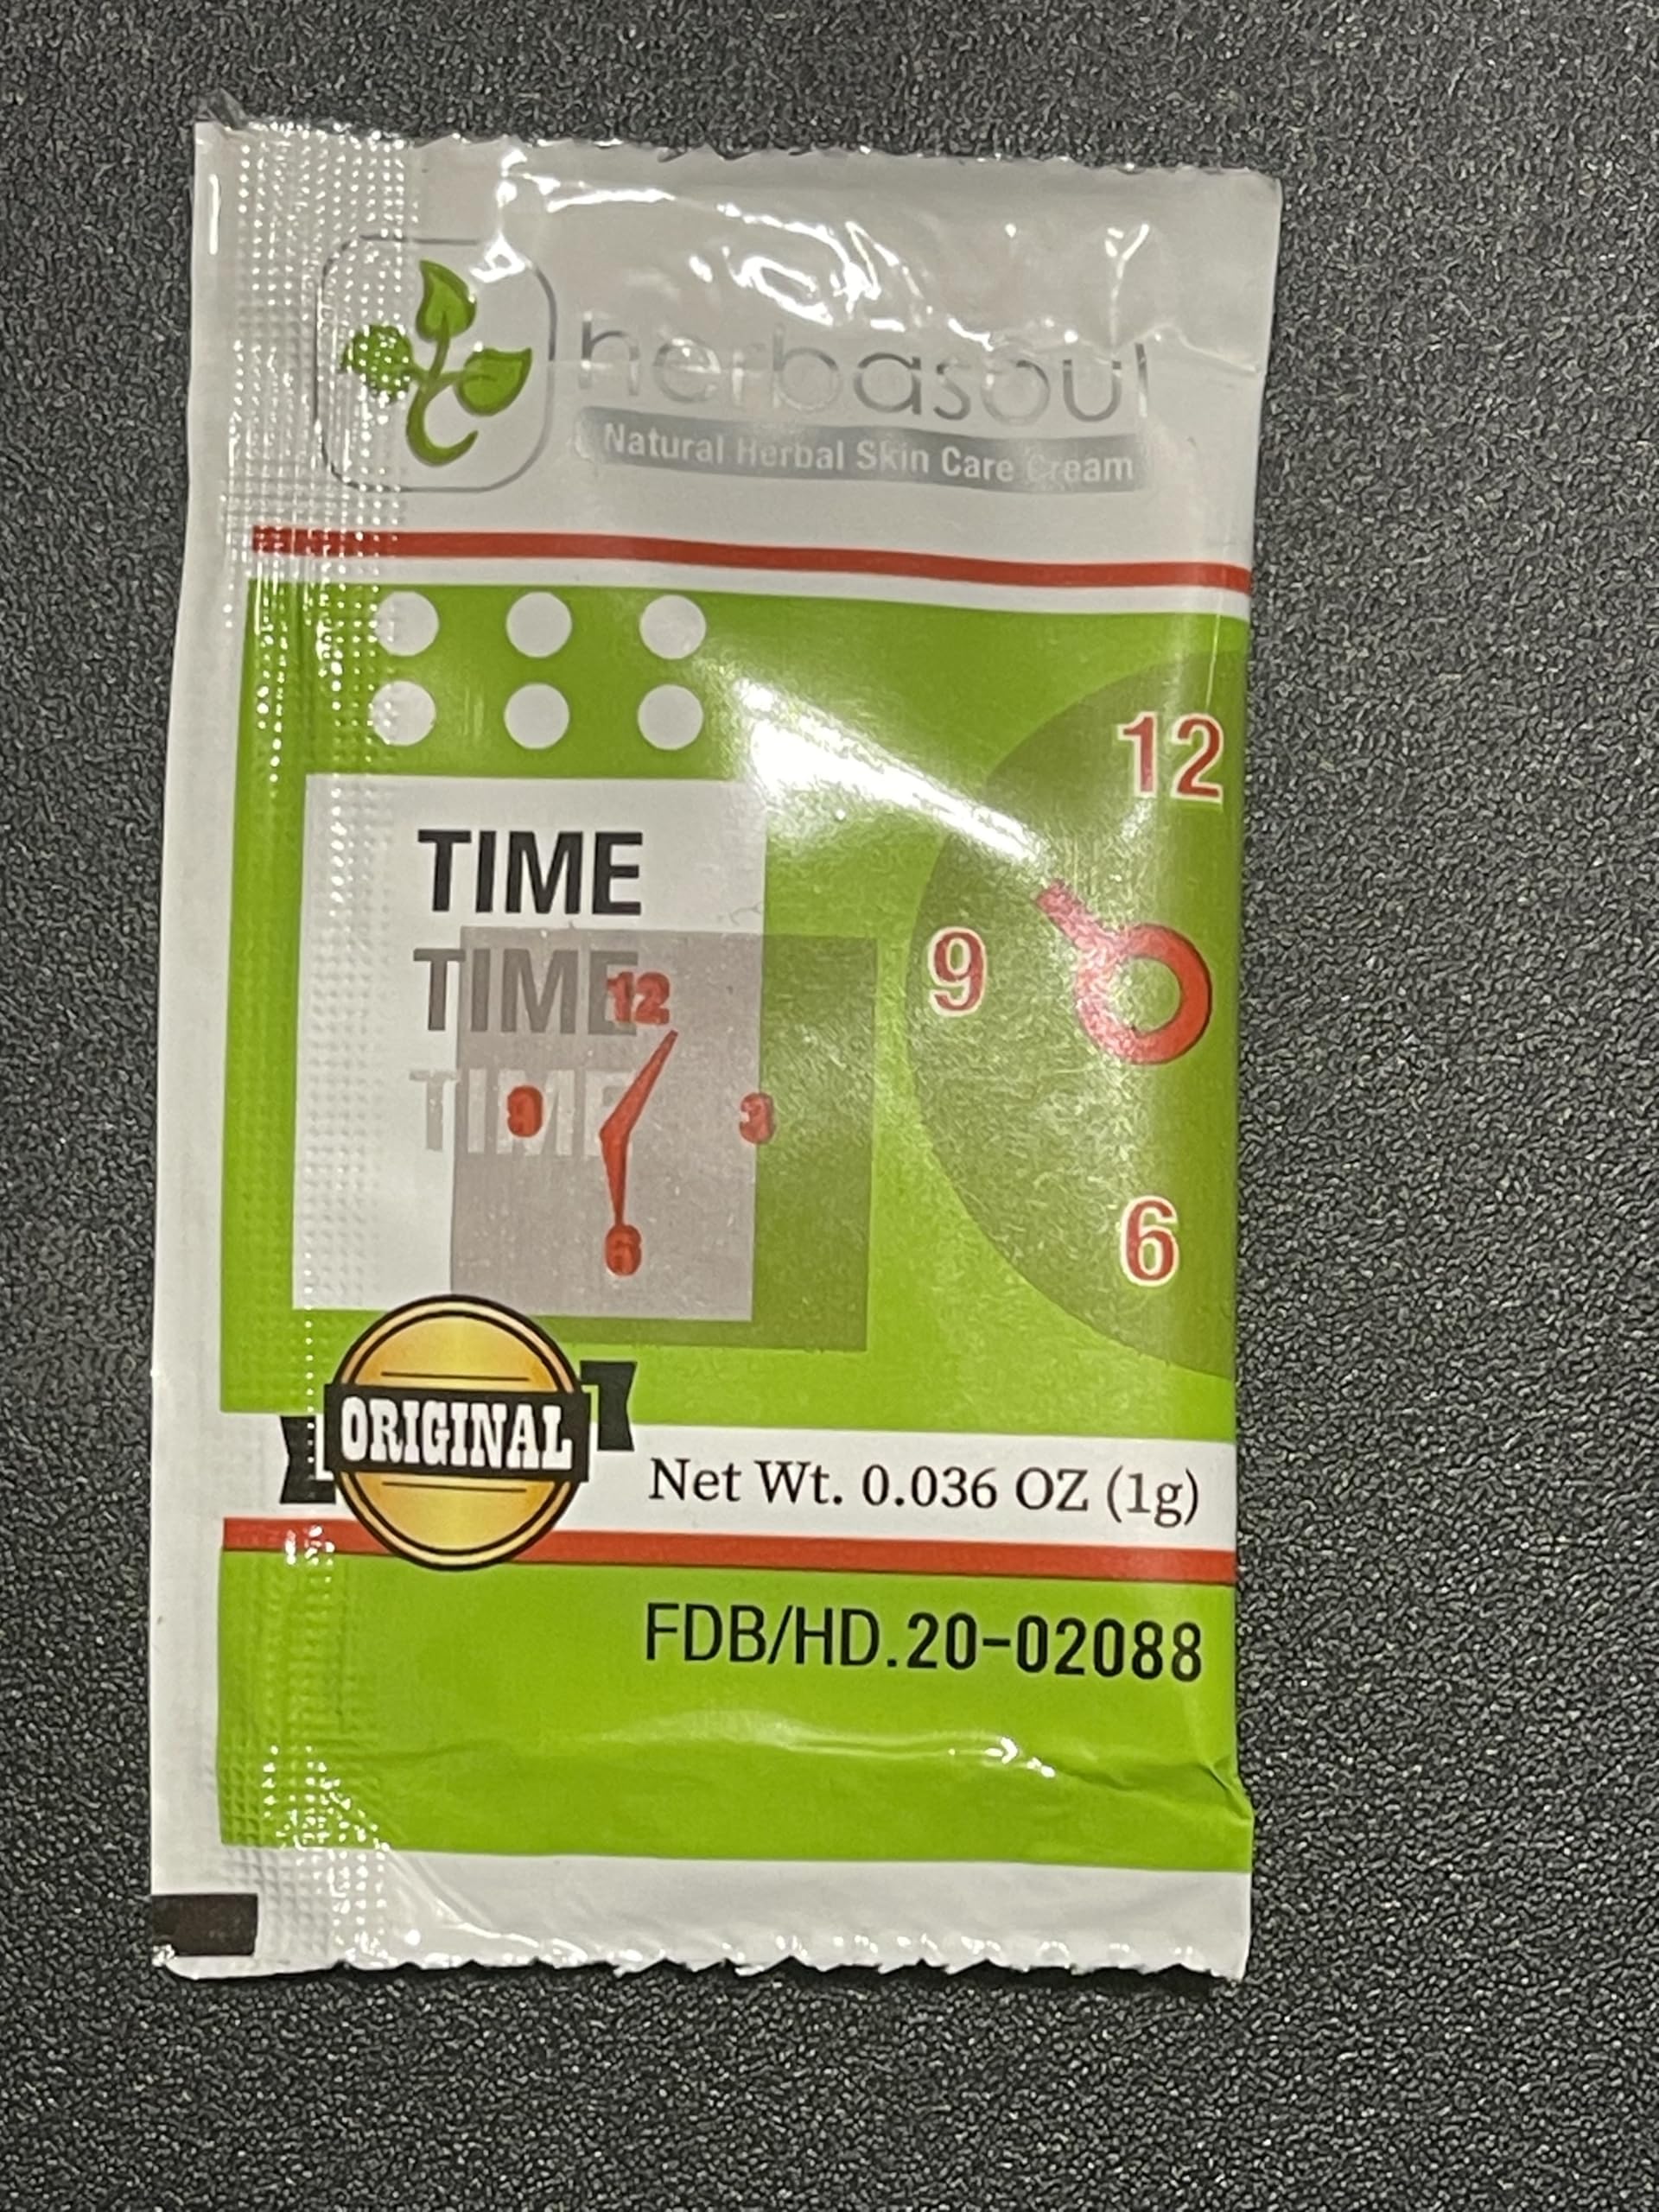 herbasoul
Natural Herbal Skin Care Cream
TIME
TIME
TIME
12
9
3
6
12
9
6
ORIGINAL
Net Wt. 0.036 OZ (1g)
FDB/HD.20-02088